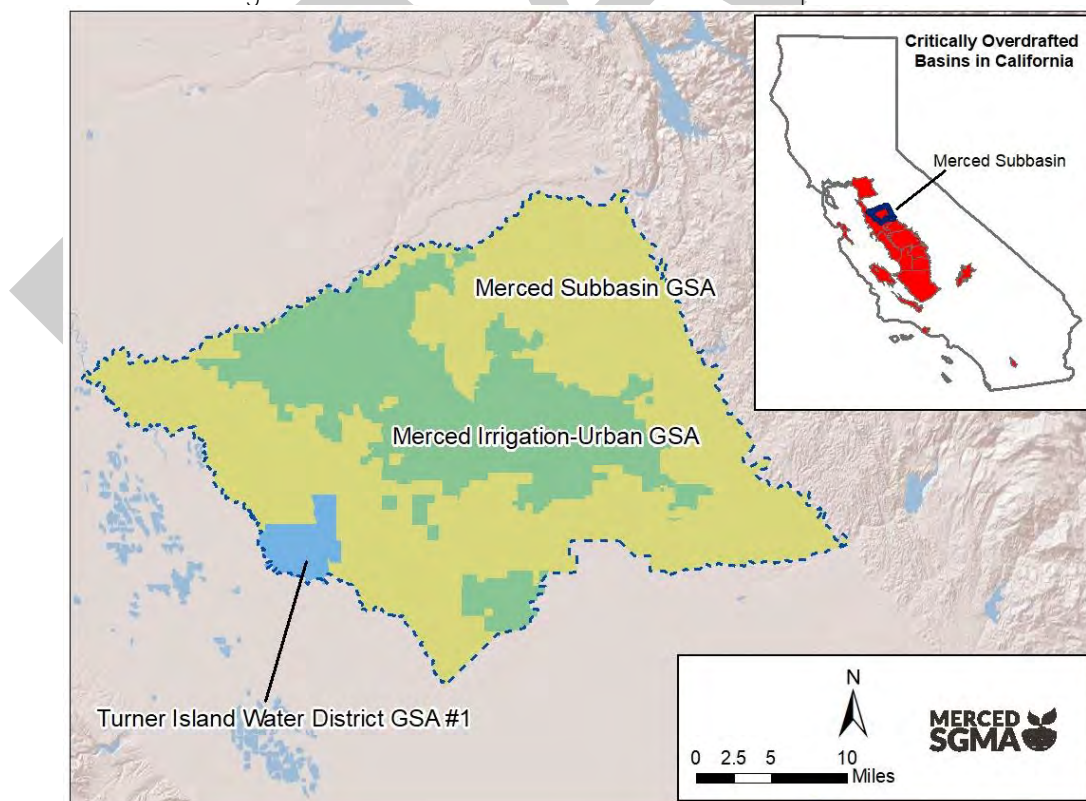 Critically Overdrafted
Basins in California
Merced Subbasin
Merced Subbasin GSA
Merced Irrigation-Urban GSA
Turner Island Water District GSA #1
N
0 2.5 5 10
Miles
MERCED
SGMA